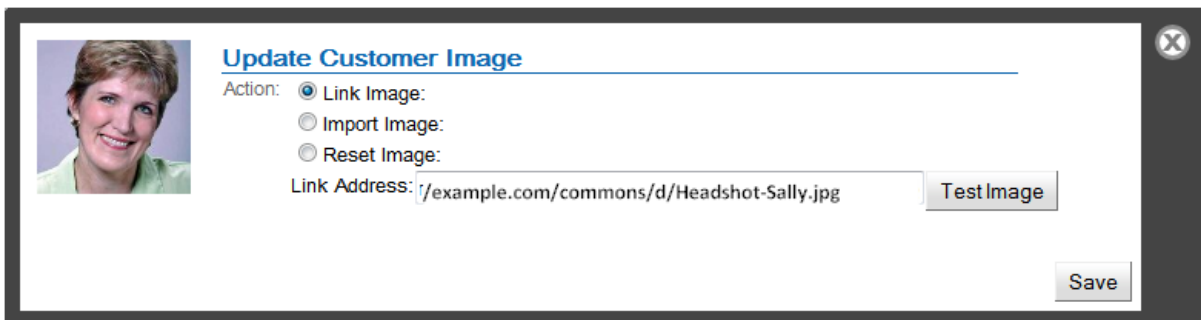 Update Customer Image
Action: Link Image:
Import Image:
Reset Image:
Link Address: /example.com/commons/d/Headshot-Sally.jpg Test Image
Save